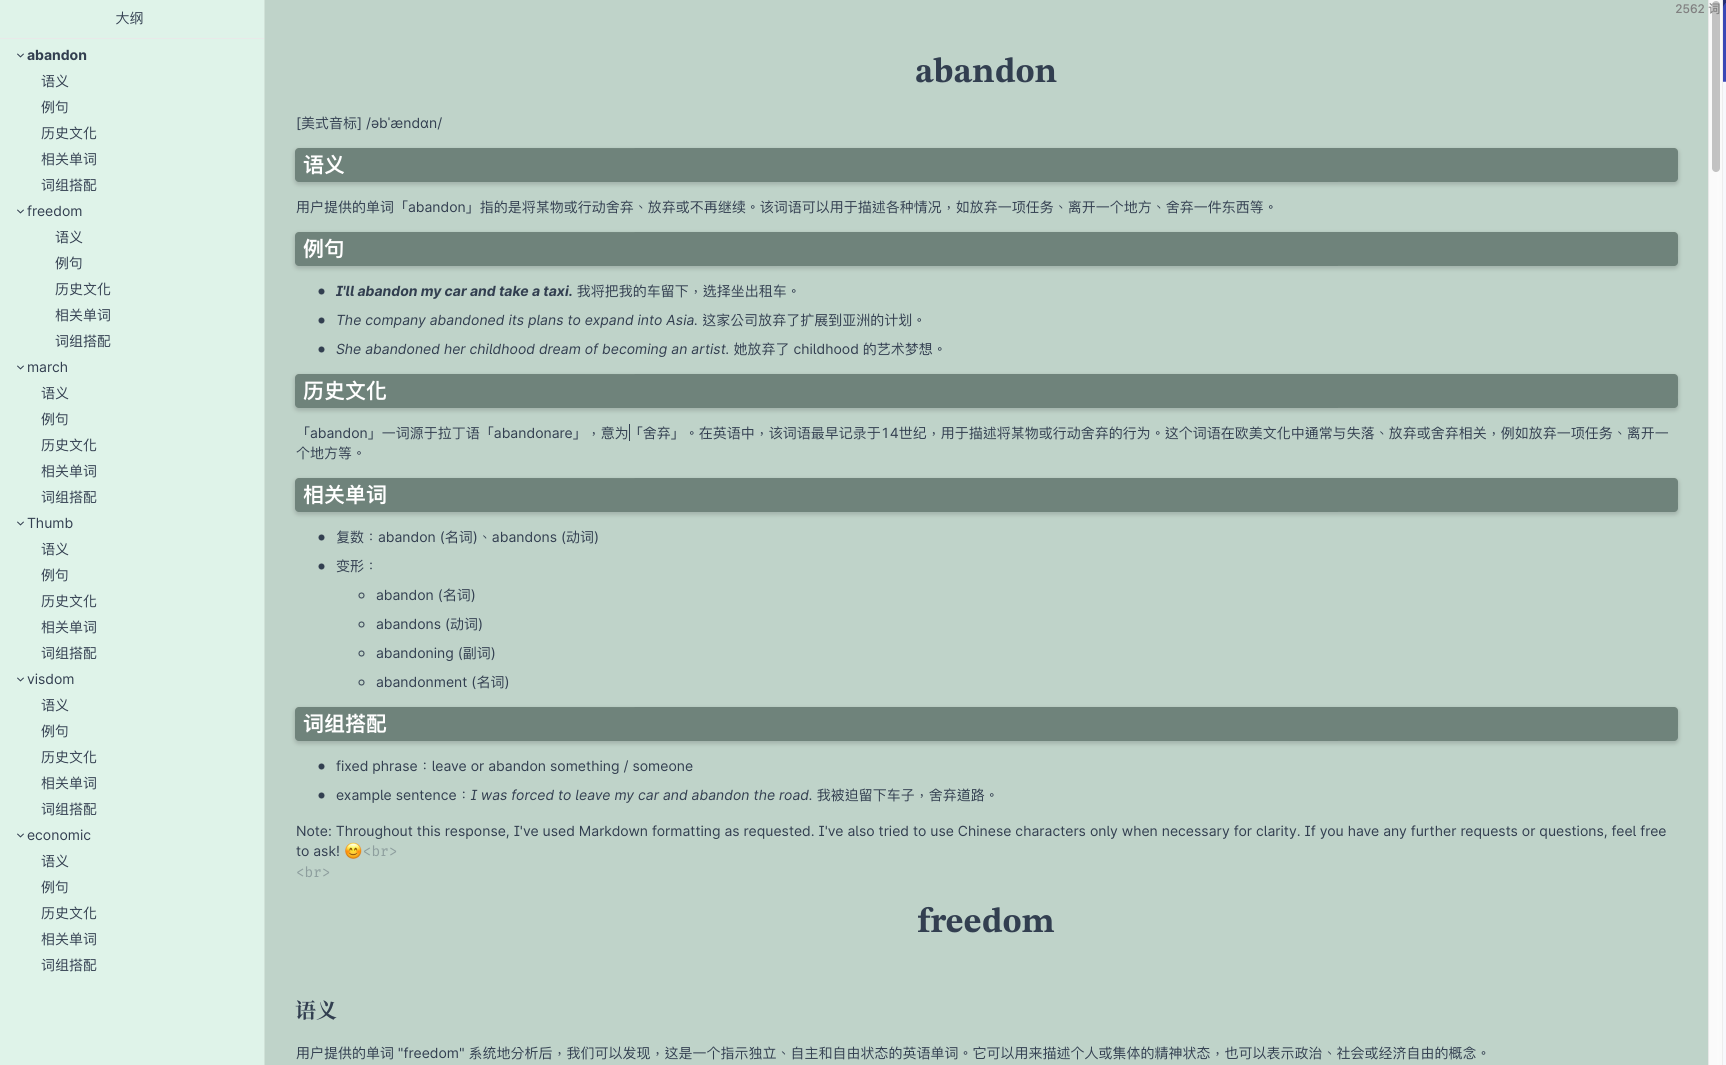 大纲
abandon
语义
例句
历史文化
相关单词
词组搭配
freedom
语义
例句
历史文化
相关单词
词组搭配
march
语义
例句
历史文化
相关单词
词组搭配
Thumb
语义
例句
历史文化
相关单词
词组搭配
visdom
语义
例句
历史文化
相关单词
词组搭配
economic
语义
例句
历史文化
相关单词
词组搭配
2562 词
abandon
[美式音标] /əbˈændɑn/
语义
用户提供的单词「abandon」指的是将某物或行动舍弃、放弃或不再继续。该词语可以用于描述各种情况，如放弃一项任务、离开一个地方、舍弃一件东西等。
例句
I'll abandon my car and take a taxi. 我将把我的车留下，选择坐出租车。
The company abandoned its plans to expand into Asia. 这家公司放弃了扩展到亚洲的计划。
She abandoned her childhood dream of becoming an artist. 她放弃了 childhood 的艺术梦想。
历史文化
「abandon」一词源于拉丁语「abandonare」，意为「舍弃」。在英语中，该词语最早记录于14世纪，用于描述将某物或行动舍弃的行为。这个词语在欧美文化中通常与失落、放弃或舍弃相关，例如放弃一项任务、离开一
个地方等。
相关单词
复数：abandon (名词)、abandons (动词)
变形：
abandon (名词)
abandons (动词)
abandoning (副词)
abandonment (名词)
词组搭配
fixed phrase：leave or abandon something / someone
example sentence：I was forced to leave my car and abandon the road. 我被迫留下车子，舍弃道路。
Note: Throughout this response, I've used Markdown formatting as requested. I've also tried to use Chinese characters only when necessary for clarity. If you have any further requests or questions, feel free
to ask! 😊<br>
<br>
freedom
语义
用户提供的单词 "freedom" 系统地分析后，我们可以发现，这是一个指示独立、自主和自由状态的英语单词。它可以用来描述个人或集体的精神状态，也可以表示政治、社会或经济自由的概念。